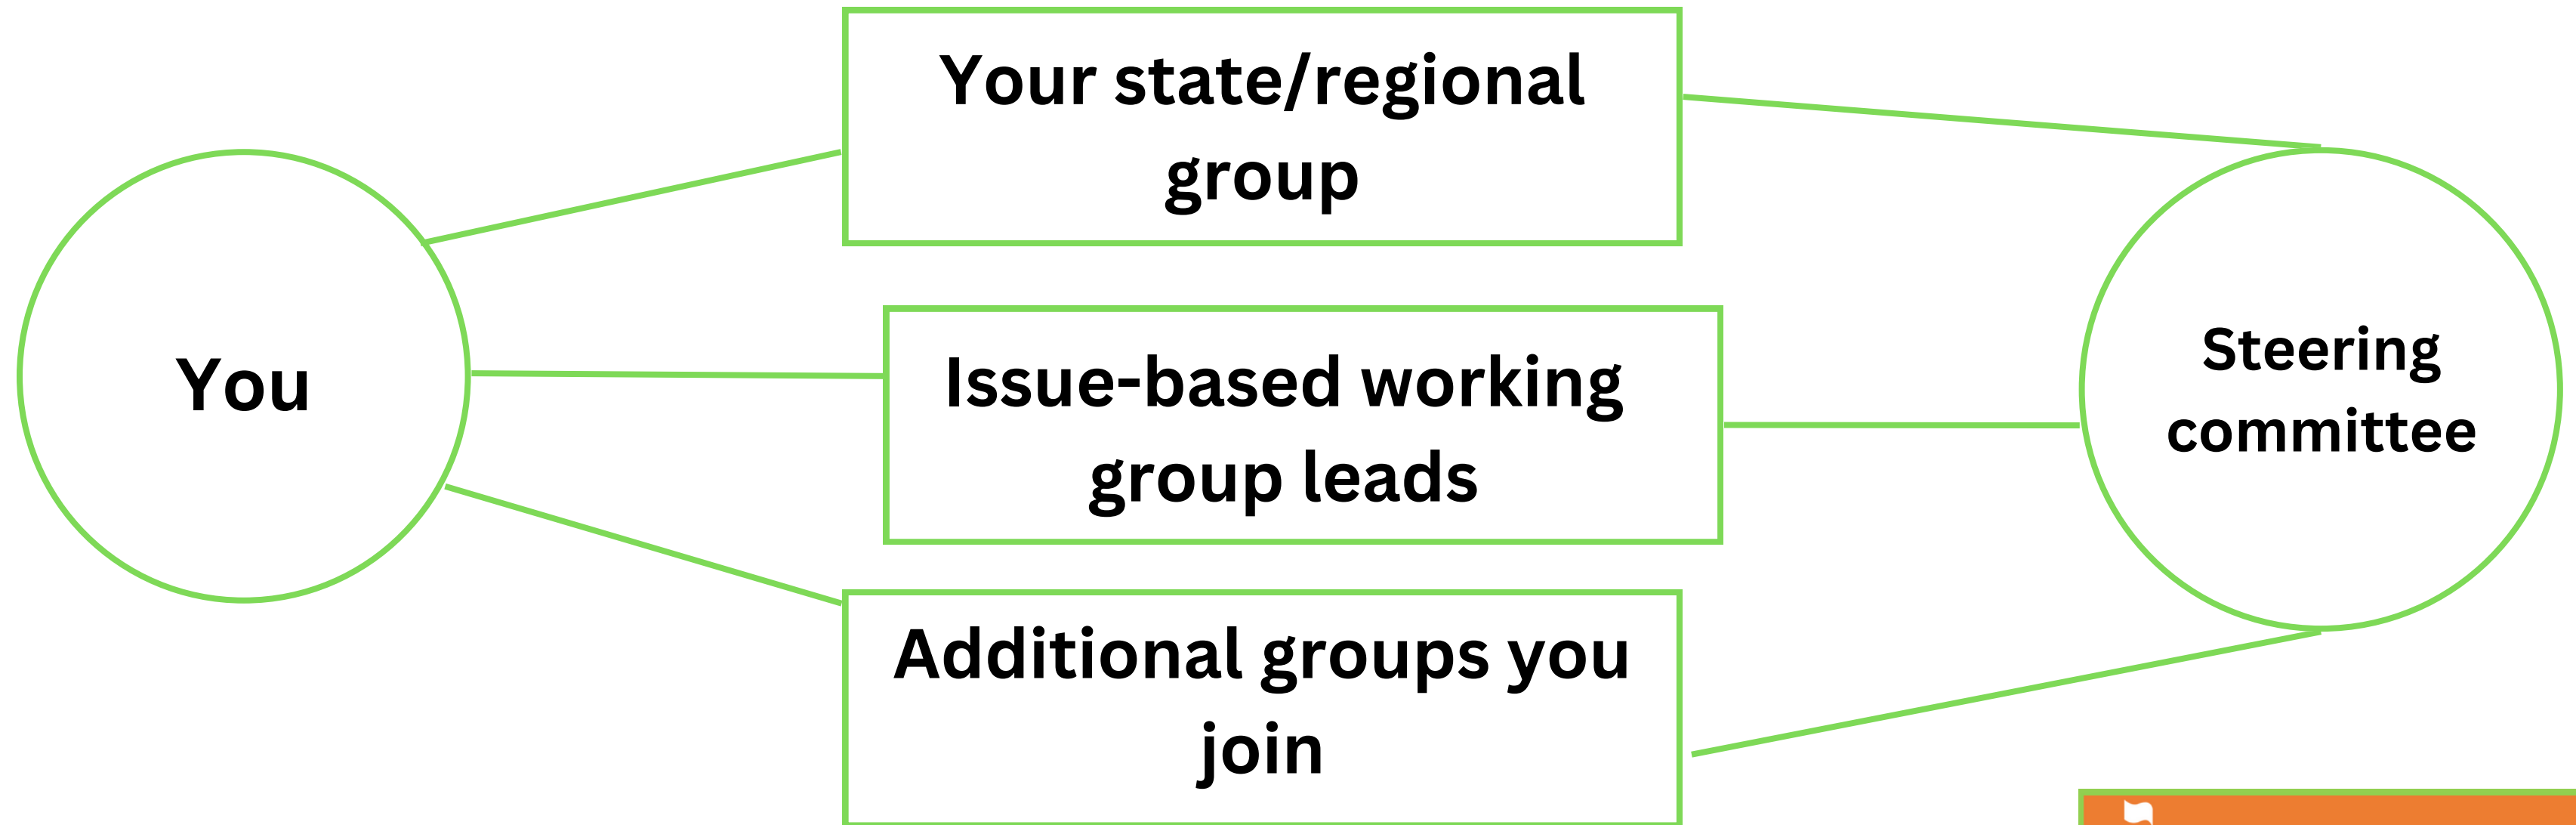 You
Your state/regional
group
Issue-based working
group leads
Additional groups you
join
Steering
committee